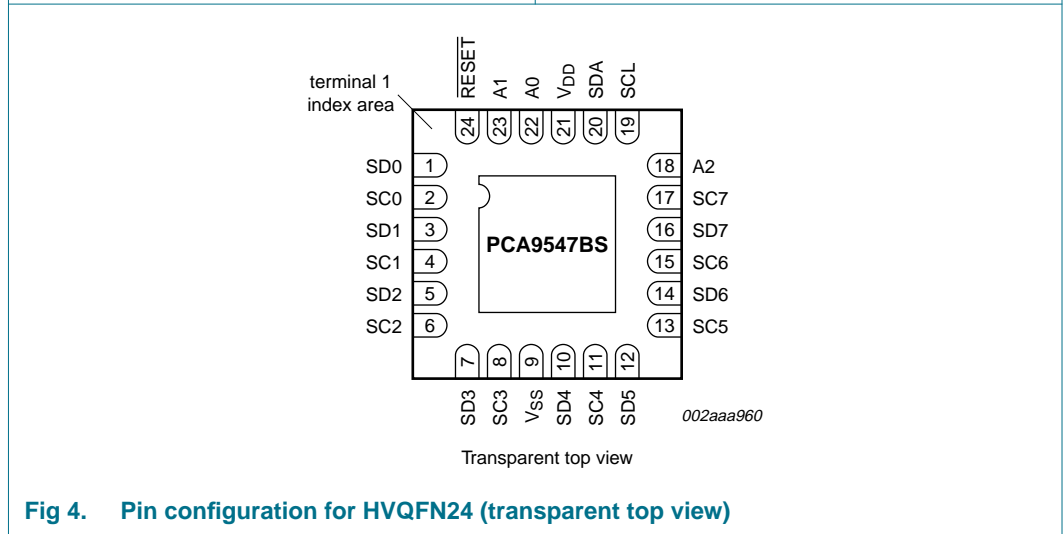 terminal 1
index area
RESET
A1
A0
VDD
SDA
SCL
24
23
22
21
20
19
SD0 1
SC0 2
SD1 3
SC1 4
SD2 5
SC2 6
18 A2
17 SC7
16 SD7
15 SC6
14 SD6
13 SC5
PCA9547BS
7
8
9
10
11
12
SD3
SC3
VSS
SD4
SC4
SD5
002aaa960
Transparent top view
Fig 4. Pin configuration for HVQFN24 (transparent top view)